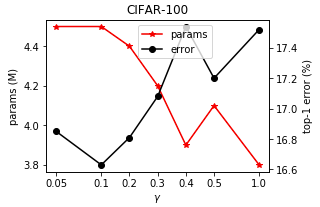 CIFAR-100
params
error
4.4
4.2
4.0
3.8
params (M)
17.4
17.2
17.0
16.8
16.6
top-1 error (%)
0.05
0.1
0.2
0.3
0.4
0.5
1.0
γ